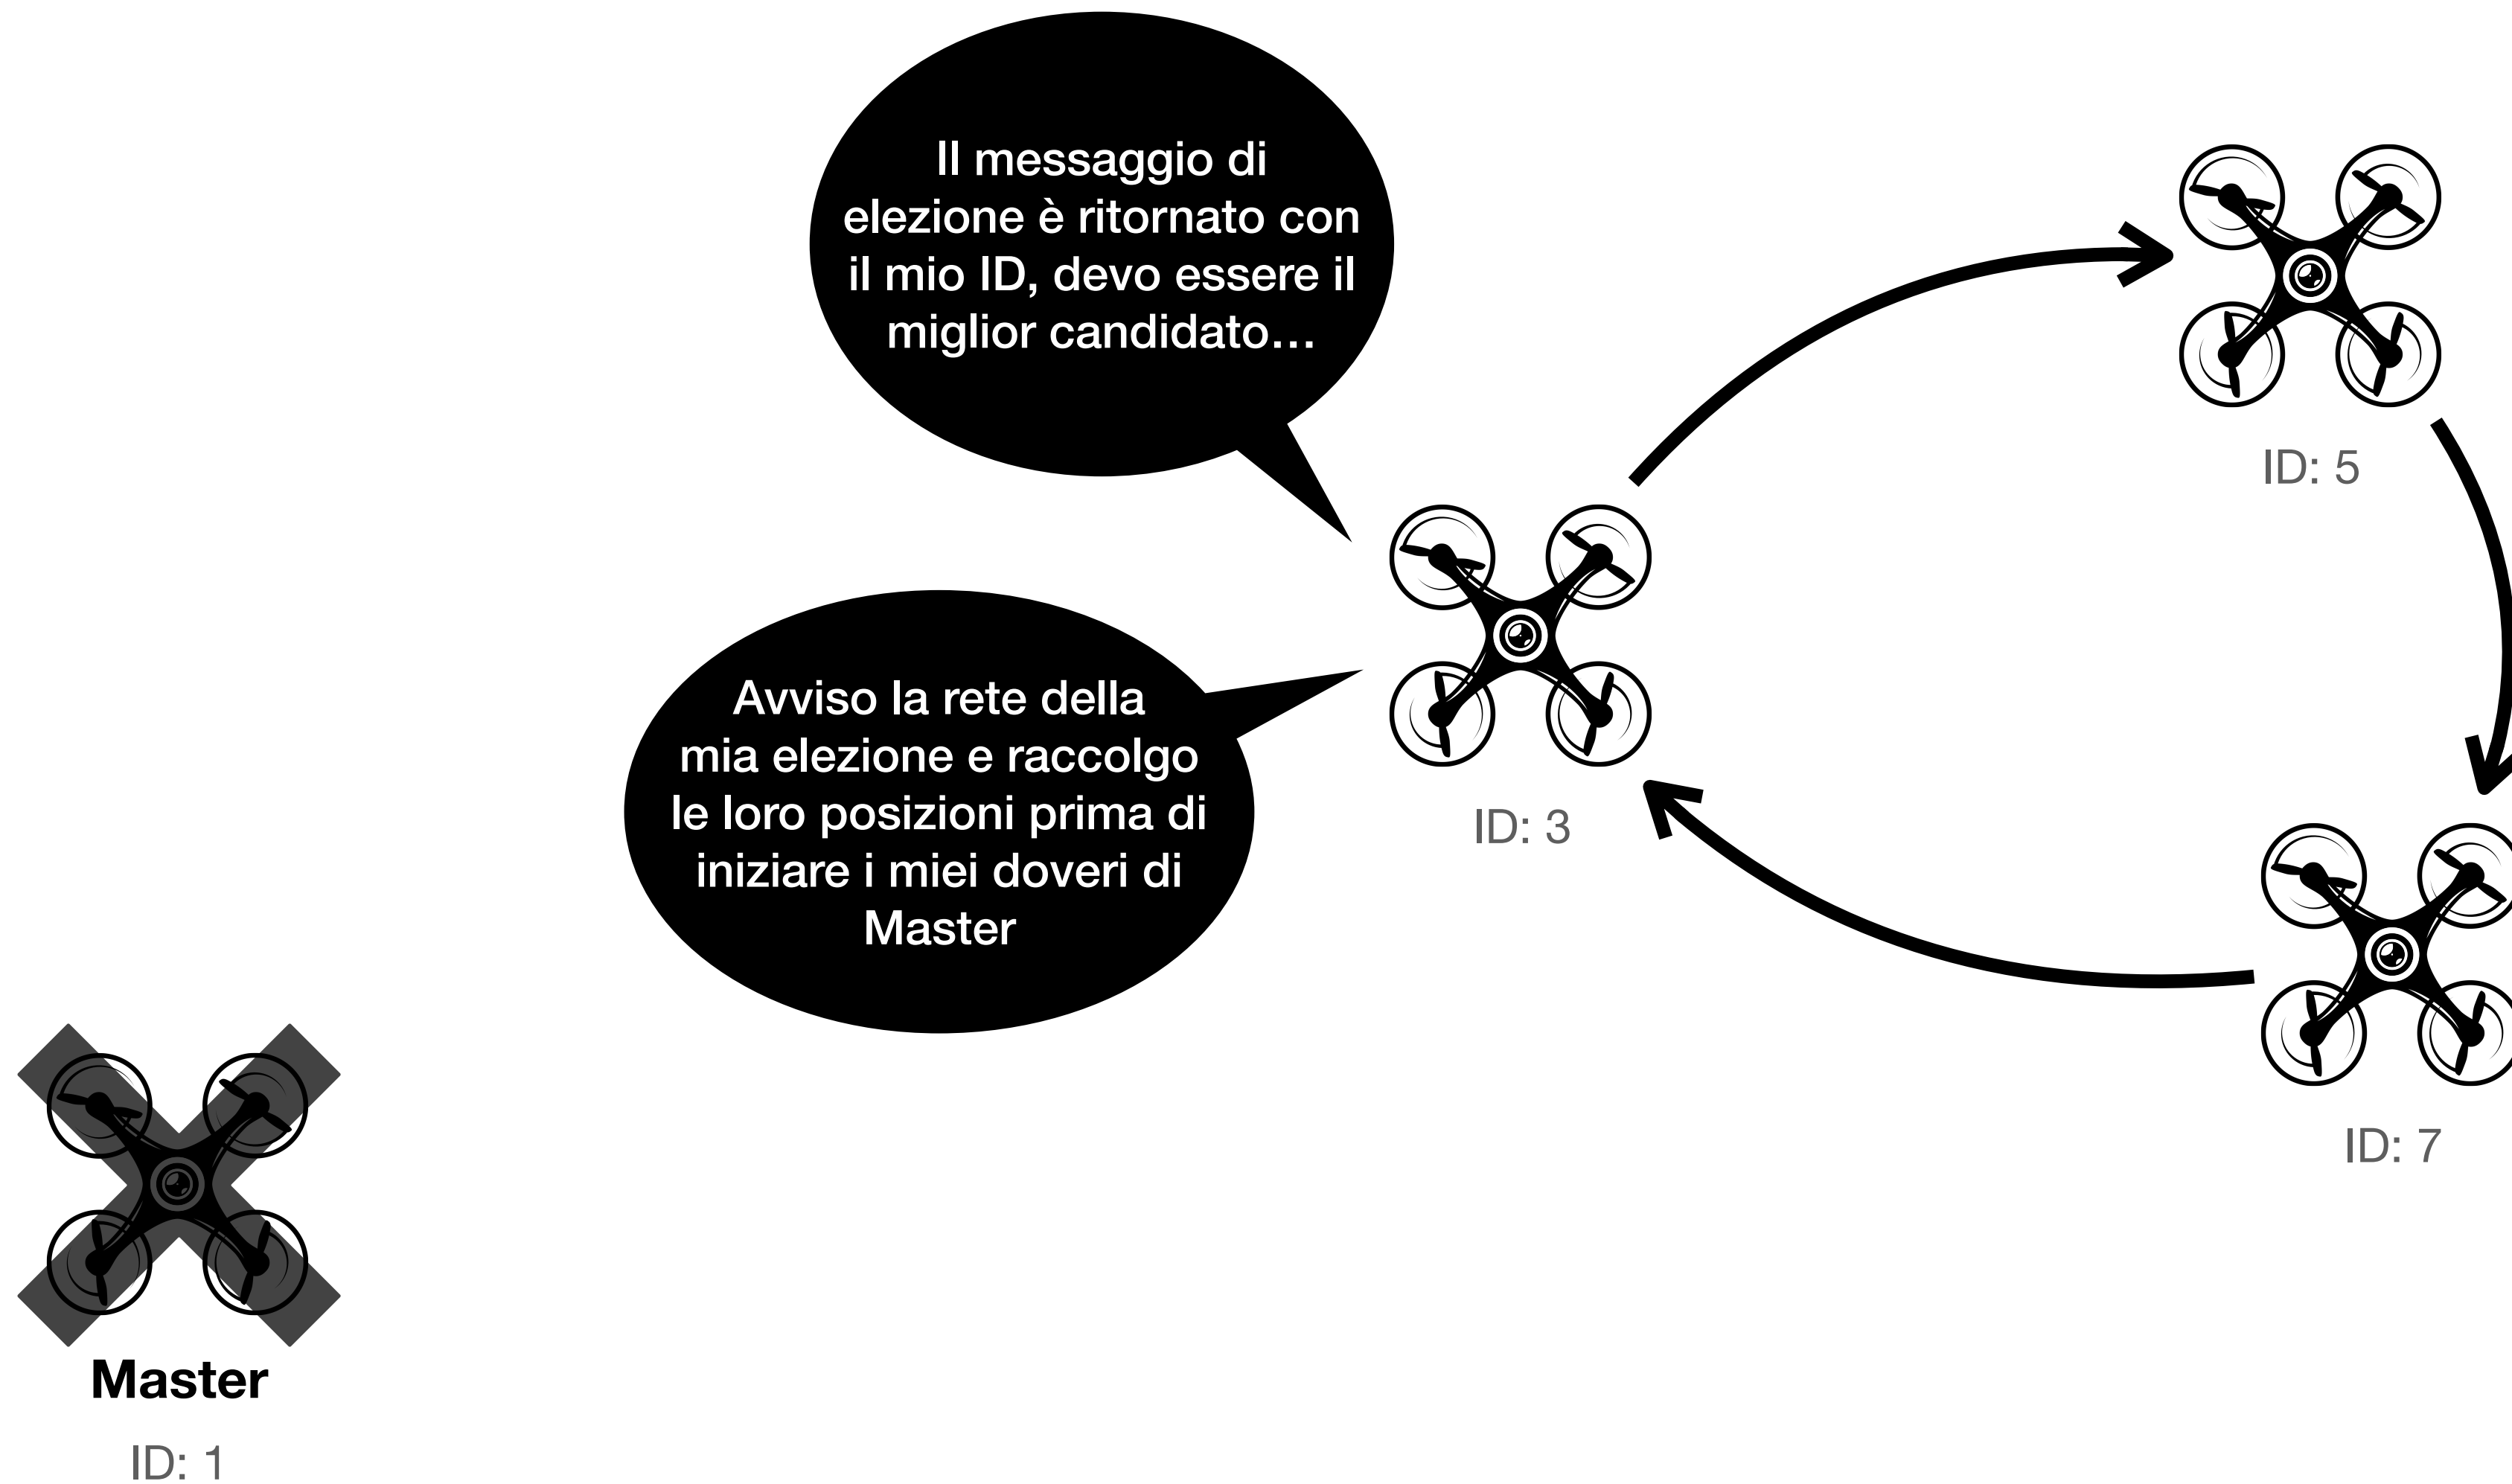 Il messaggio di
elezione è ritornato con
il mio ID, devo essere il
miglior candidato...
ID: 5
Avviso la rete della
mia elezione e raccolgo
le loro posizioni prima di
iniziare i miei doveri di
Master
ID: 3
ID: 7
Master
ID: 1